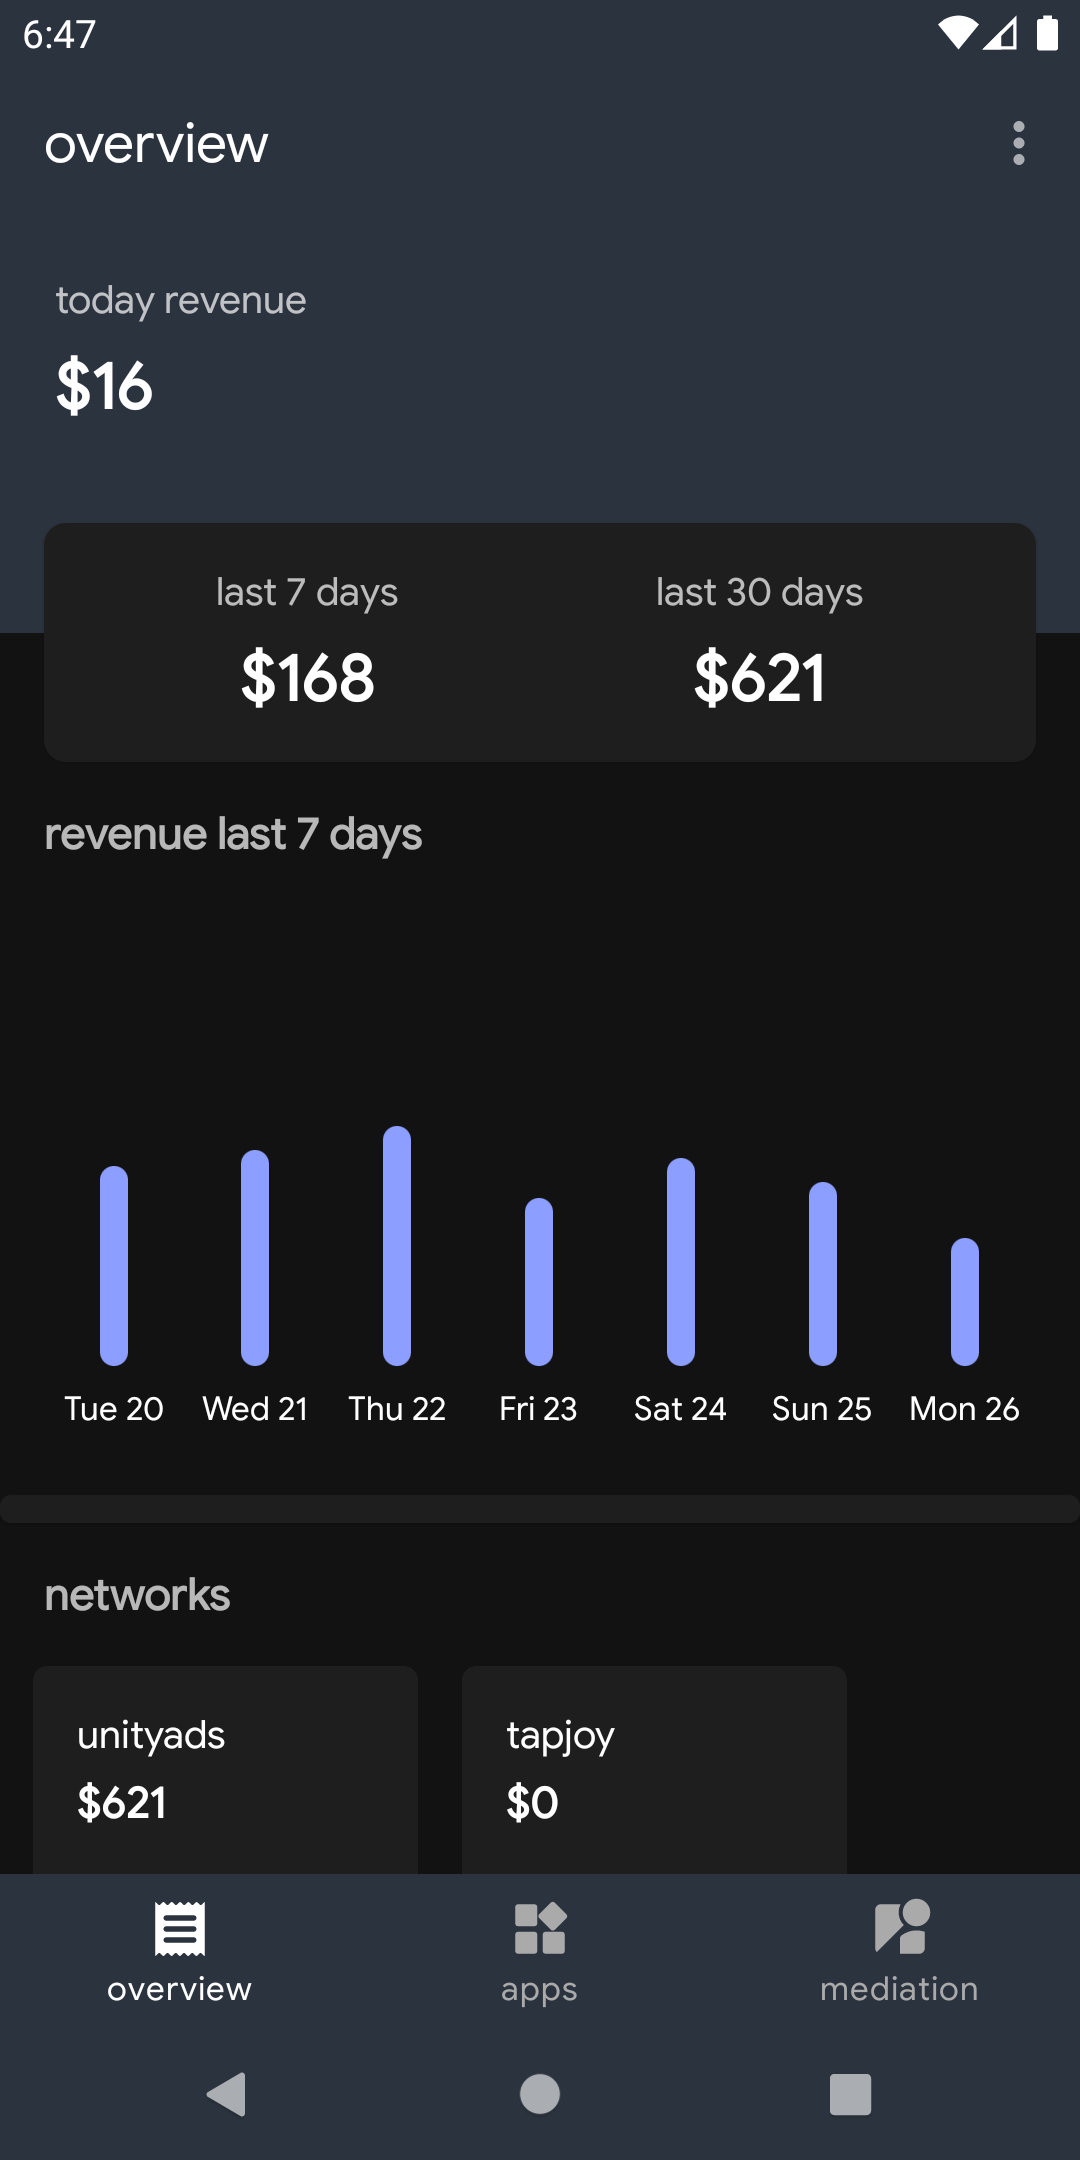 6:47
overview
today revenue
$16
last 7 days
last 30 days
$168
$621
revenue last 7 days
Tue 20 Wed 21 Thu 22 Fri 23 Sat 24 Sun 25 Mon 26
networks
unityads
tapjoy
$621
$0
overview
apps
mediation